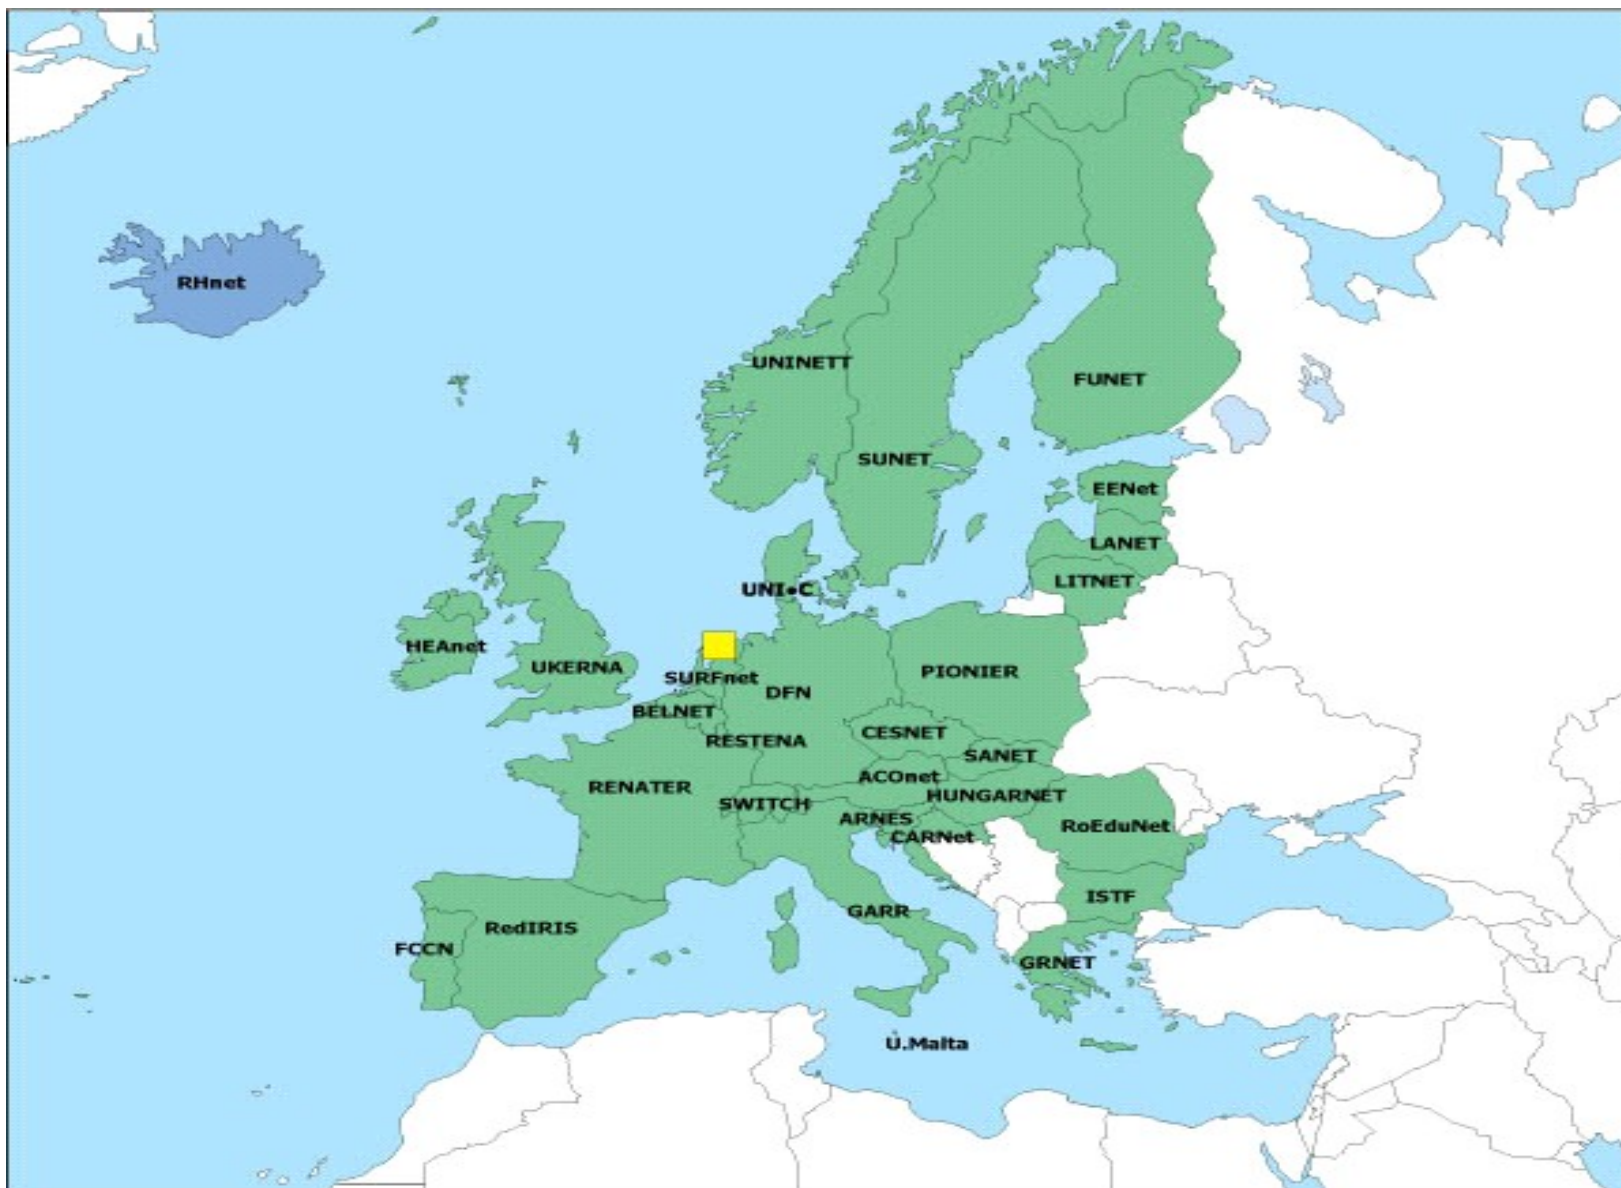 RHnet
UNINETT
FUNET
SUNET
EENet
LANET
LITNET
UNI•C
HEAnet
UKERNA
SURFnet
DFN
PIONIER
BELNET
CESNET
RESTENA
SANET
ACOnet
RENATER
HUNGARNET
SWITCH
ARNES
RoEduNet
CARNet
ISTF
GARR
RedIRIS
FCCN
GRNET
U.Malta